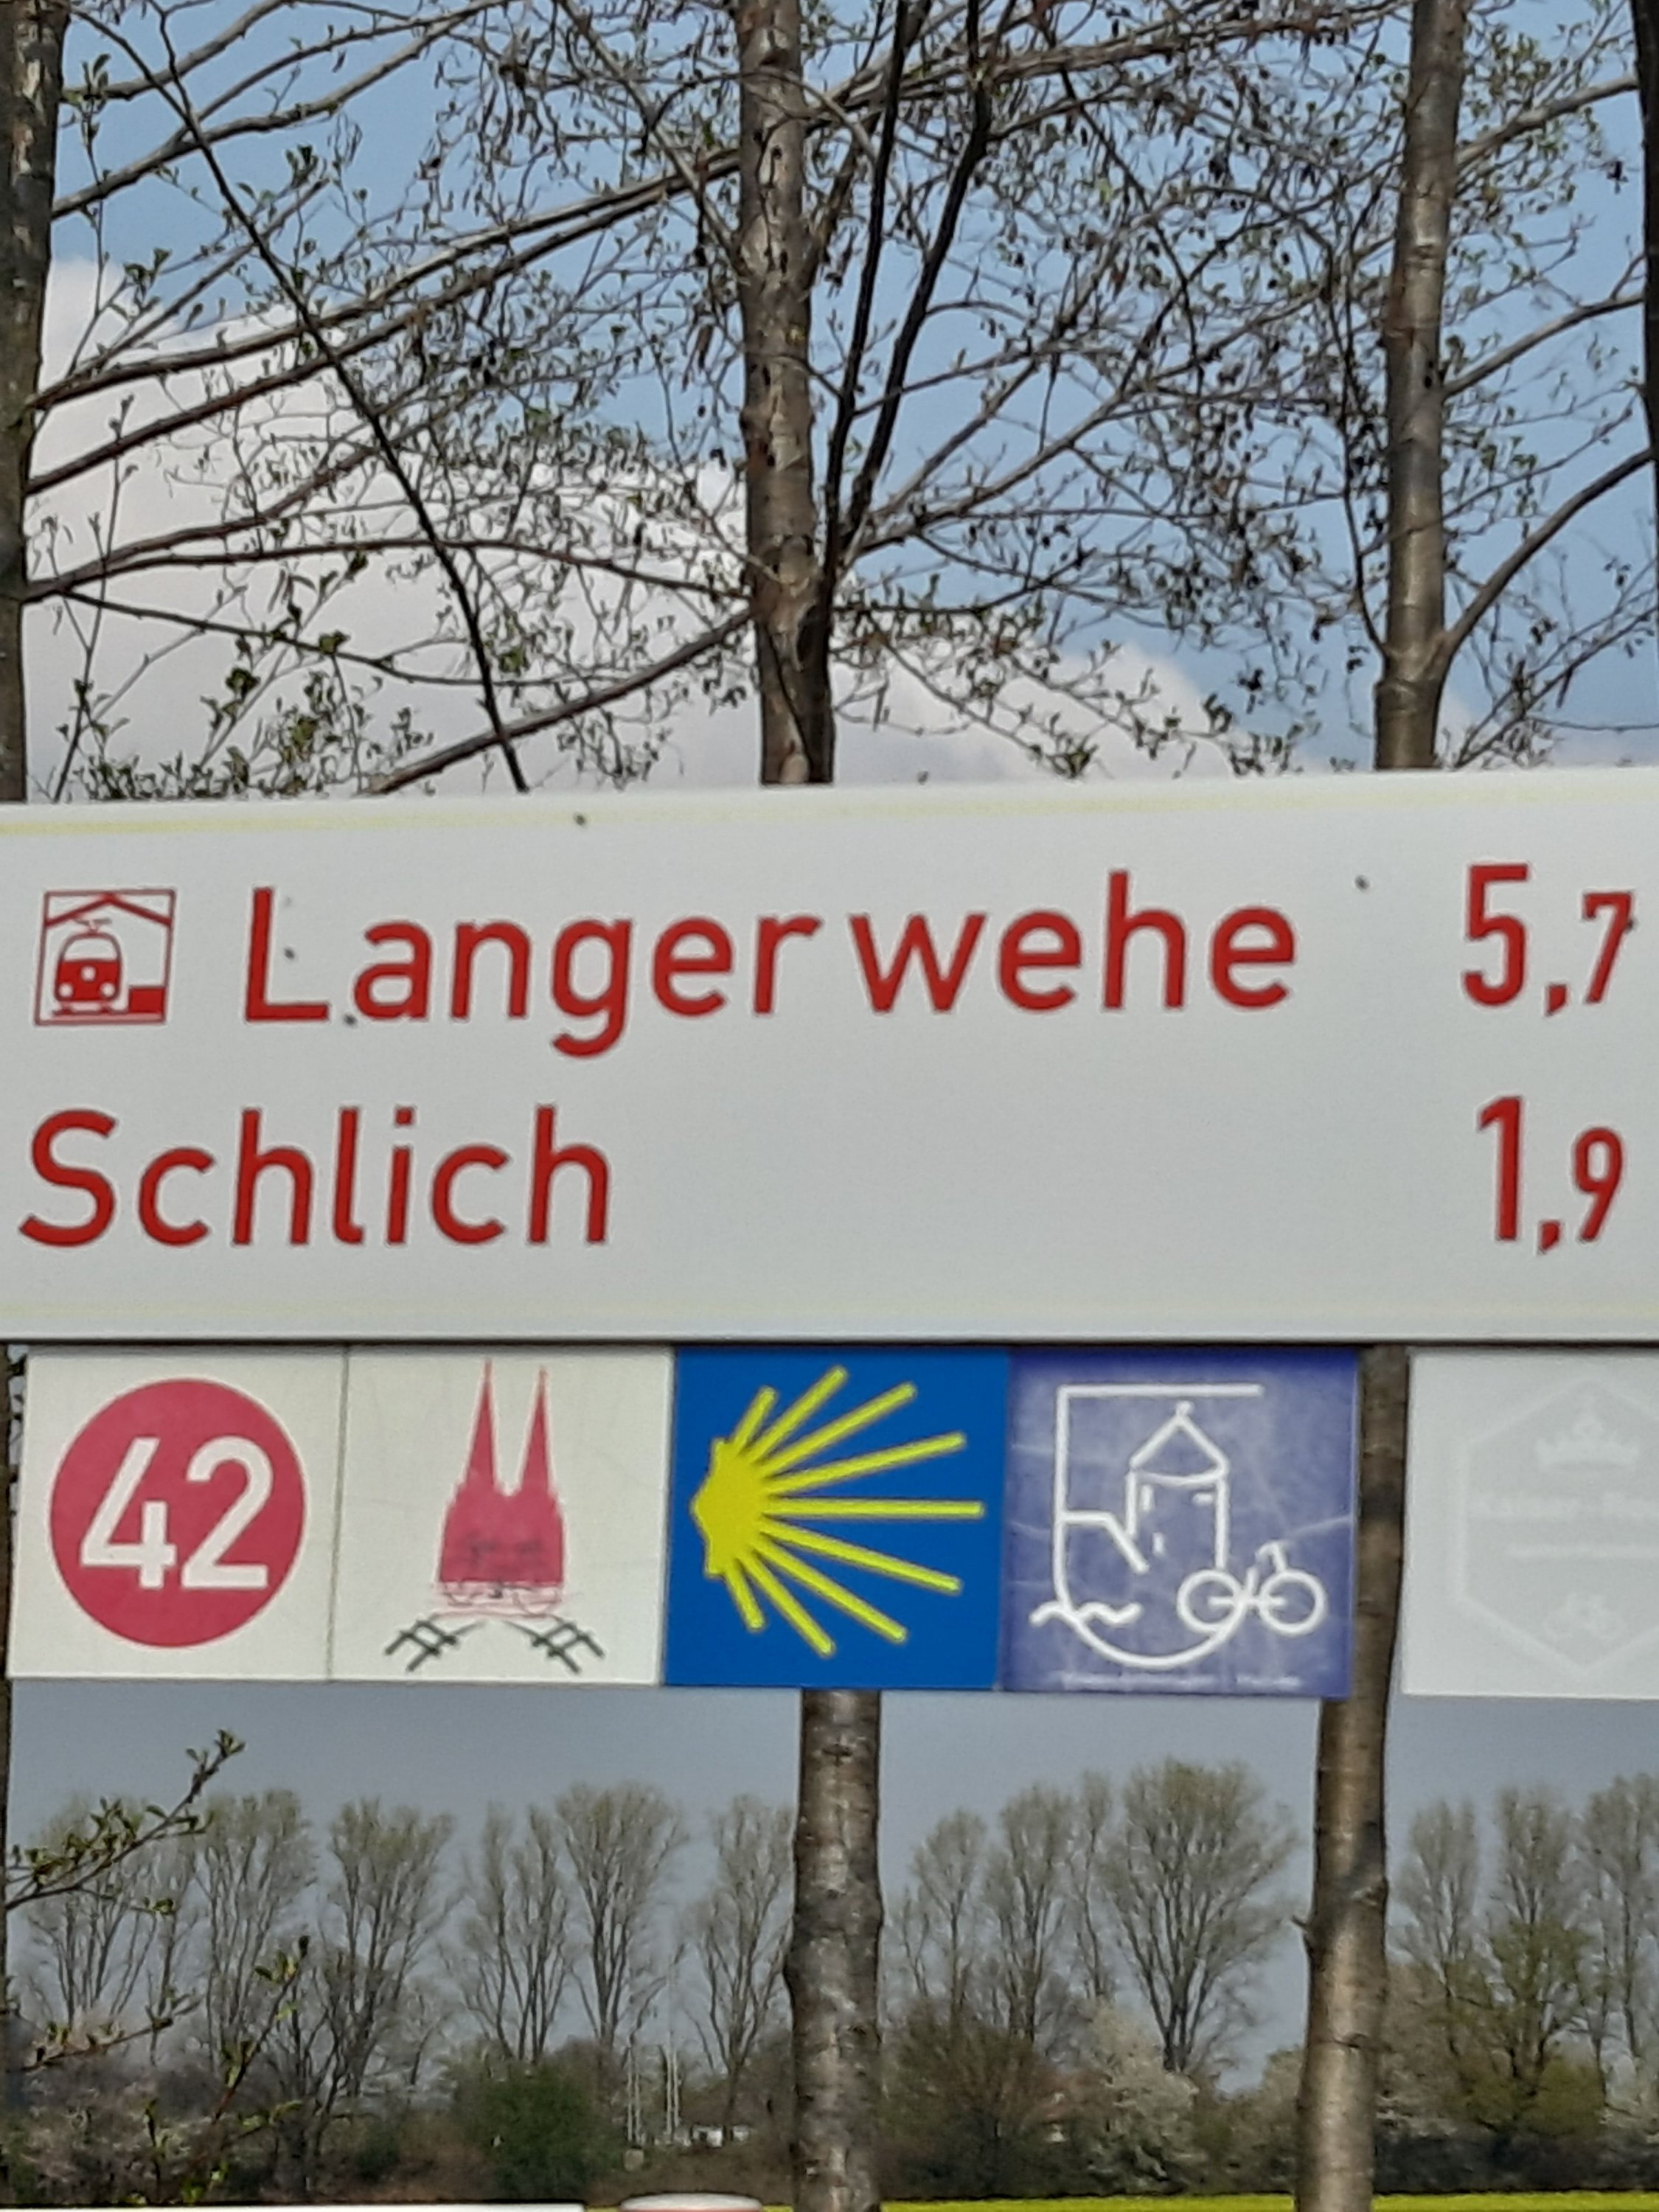 Langerwehe 5,7
Schlich 1,9
42